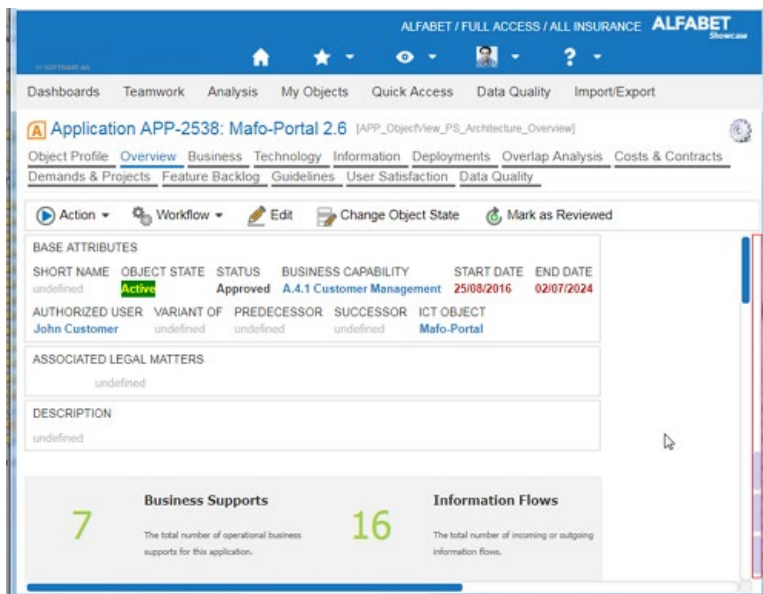 ALFABET / FULL ACCESS / ALL INSURANCE ALFABET
Showcase
BY SOFTWARE AG
Dashboards Teamwork Analysis My Objects Quick Access Data Quality Import/Export
A Application APP-2538: Mafo-Portal 2.6 [APP_ObjectView_PS_Architecture_Overview]
Object Profile Overview Business Technology Information Deployments Overlap Analysis Costs & Contracts
Demands & Projects Feature Backlog Guidelines User Satisfaction Data Quality
Action Workflow Edit Change Object State Mark as Reviewed
BASE ATTRIBUTES
SHORT NAME OBJECT STATE STATUS BUSINESS CAPABILITY START DATE END DATE
undefined Active Approved A.4.1 Customer Management 25/08/2016 02/07/2024
AUTHORIZED USER VARIANT OF PREDECESSOR SUCCESSOR ICT OBJECT
John Customer undefined undefined undefined Mafo-Portal
ASSOCIATED LEGAL MATTERS
undefined
DESCRIPTION
undefined
7 Business Supports 16 Information Flows
The total number of operational business The total number of incoming or outgoing
supports for this application. information flows.